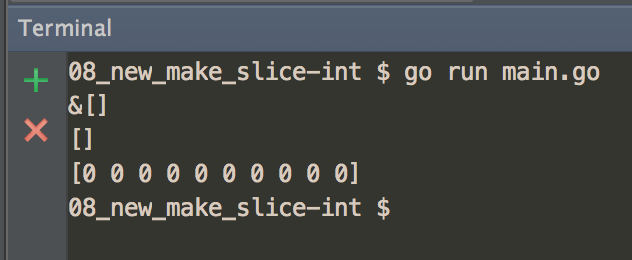 Terminal
08_new_make_slice-int $ go run main.go
&[]
[]
[0 0 0 0 0 0 0 0 0 0]
08_new_make_slice-int $